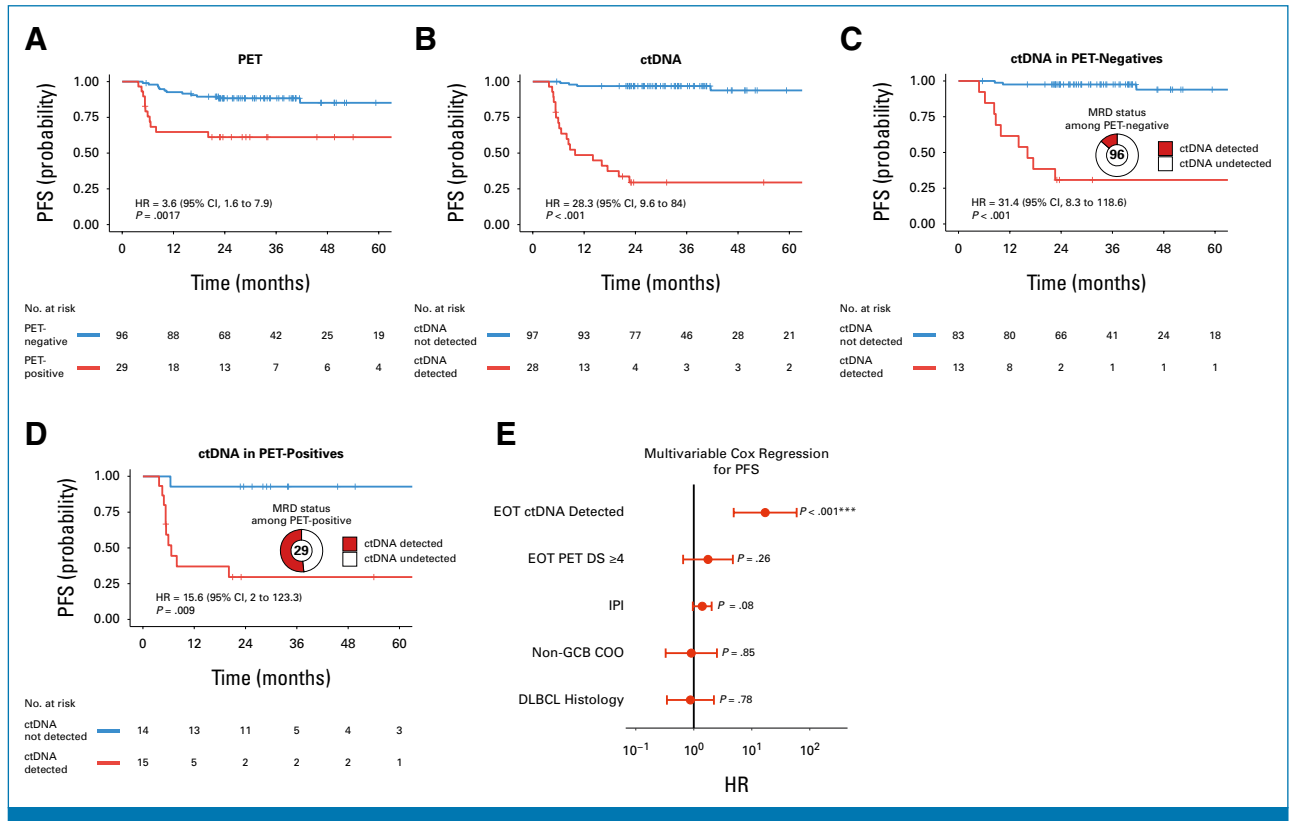 A
PET
PFS (probability)
1.00
0.75
0.50
0.25
0.00
HR = 3.6 (95% CI, 1.6 to 7.9)
P = .0017
0 12 24 36 48 60
Time (months)
No. at risk
PET-
negative
96 88 68 42 25 19
PET-
positive
29 18 13 7 6 4
B
ctDNA
PFS (probability)
1.00
0.75
0.50
0.25
0.00
HR = 28.3 (95% CI, 9.6 to 84)
P < .001
0 12 24 36 48 60
Time (months)
No. at risk
ctDNA
not detected
97 93 77 46 28 21
ctDNA
detected
28 13 4 3 3 2
C
ctDNA in PET-Negatives
PFS (probability)
1.00
0.75
0.50
0.25
0.00
MRD status
among PET-negative
96
ctDNA detected
ctDNA undetected
HR = 31.4 (95% CI, 8.3 to 118.6)
P < .001
0 12 24 36 48 60
Time (months)
No. at risk
ctDNA
not detected
83 80 66 41 24 18
ctDNA
detected
13 8 2 1 1 1
D
ctDNA in PET-Positives
PFS (probability)
1.00
0.75
0.50
0.25
0.00
MRD status
among PET-positive
29
ctDNA detected
ctDNA undetected
HR = 15.6 (95% CI, 2 to 123.3)
P = .009
0 12 24 36 48 60
Time (months)
No. at risk
ctDNA
not detected
14 13 11 5 4 3
ctDNA
detected
15 5 2 2 2 1
E
Multivariable Cox Regression
for PFS
EOT ctDNA Detected P < .001***
EOT PET DS ≥4 P = .26
IPI P = .08
Non-GCB COO P = .85
DLBCL Histology P = .78
10⁻¹ 10⁰ 10¹ 10²
HR